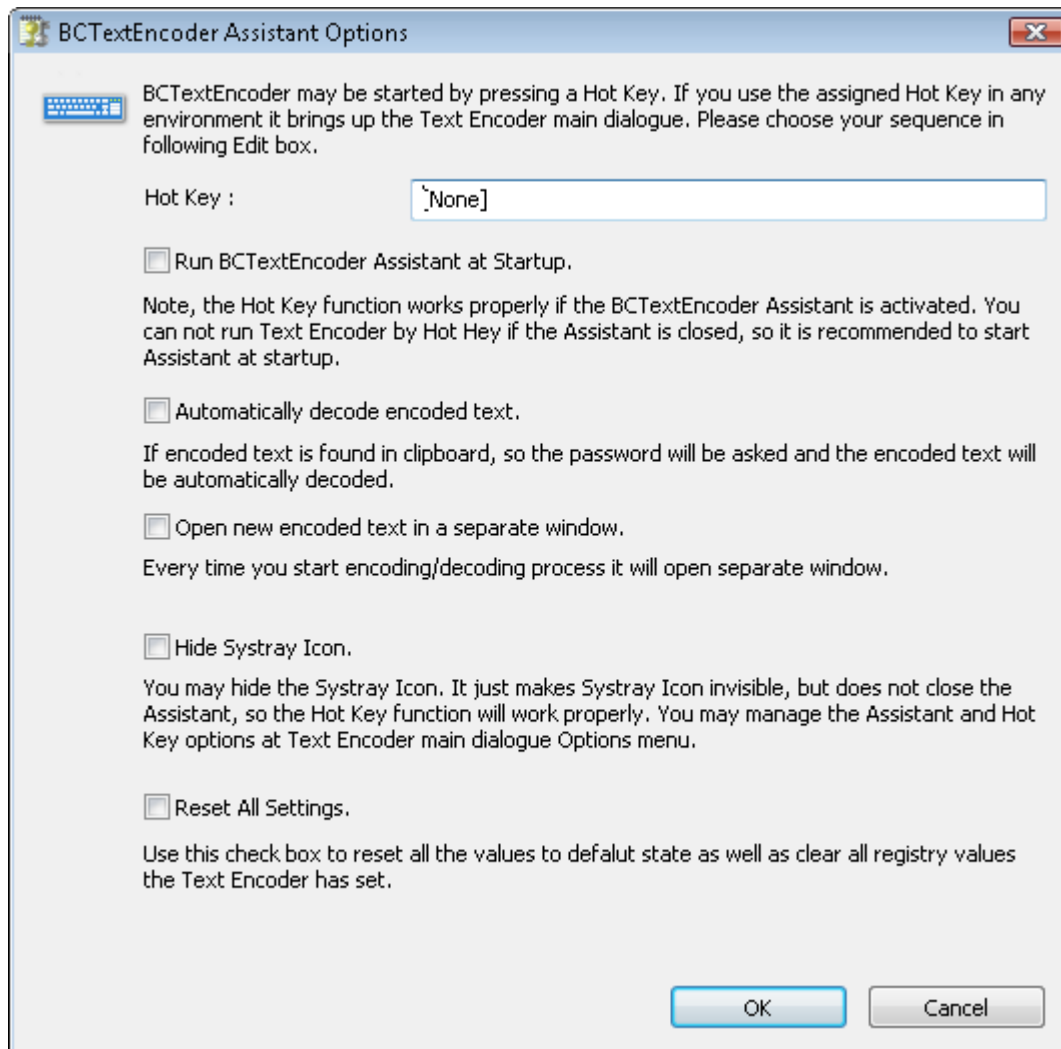 BCTextEncoder Assistant Options
BCTextEncoder may be started by pressing a Hot Key. If you use the assigned Hot Key in any
environment it brings up the Text Encoder main dialogue. Please choose your sequence in
following Edit box.
Hot Key :
[None]
Run BCTextEncoder Assistant at Startup.
Note, the Hot Key function works properly if the BCTextEncoder Assistant is activated. You
can not run Text Encoder by Hot Hey if the Assistant is closed, so it is recommended to start
Assistant at startup.
Automatically decode encoded text.
If encoded text is found in clipboard, so the password will be asked and the encoded text will
be automatically decoded.
Open new encoded text in a separate window.
Every time you start encoding/decoding process it will open separate window.
Hide Systray Icon.
You may hide the Systray Icon. It just makes Systray Icon invisible, but does not close the
Assistant, so the Hot Key function will work properly. You may manage the Assistant and Hot
Key options at Text Encoder main dialogue Options menu.
Reset All Settings.
Use this check box to reset all the values to defalut state as well as clear all registry values
the Text Encoder has set.
OK Cancel